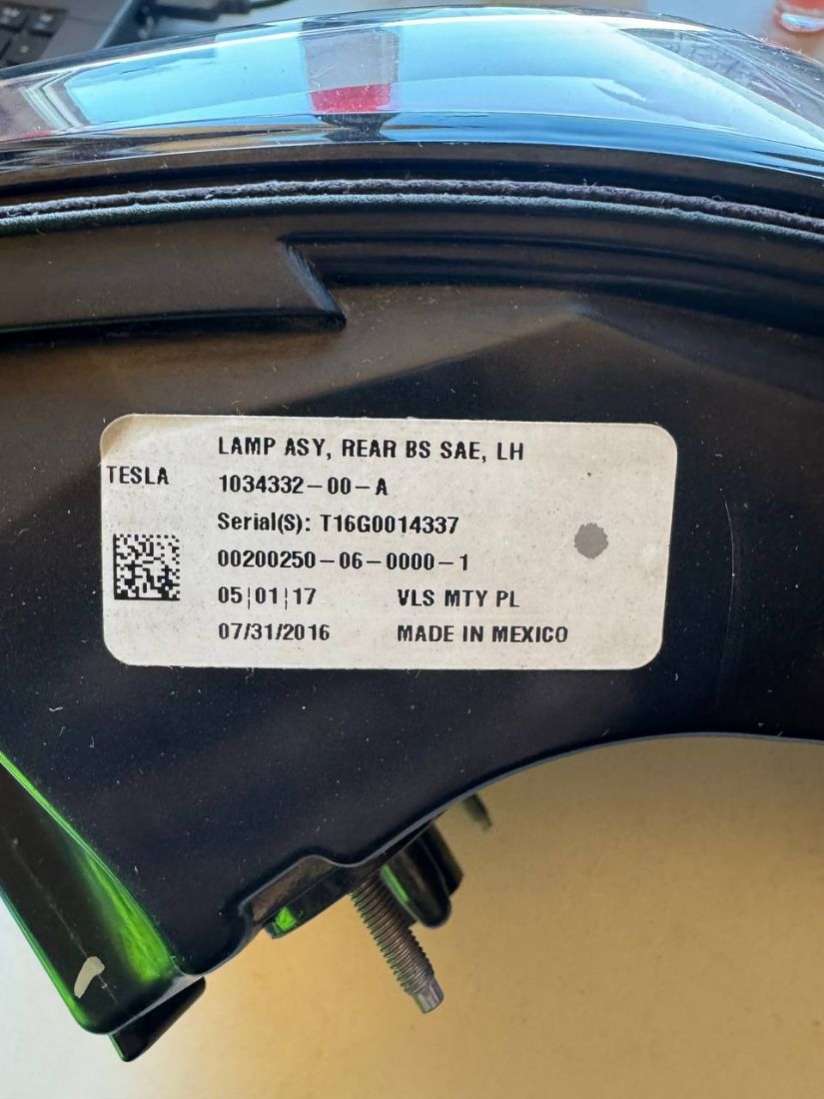 LAMP ASY, REAR BS SAE, LH
TESLA
1034332-00-A
Serial(S): T16G0014337
00200250-06-0000-1
05|01|17 VLS MTY PL
07/31/2016 MADE IN MEXICO